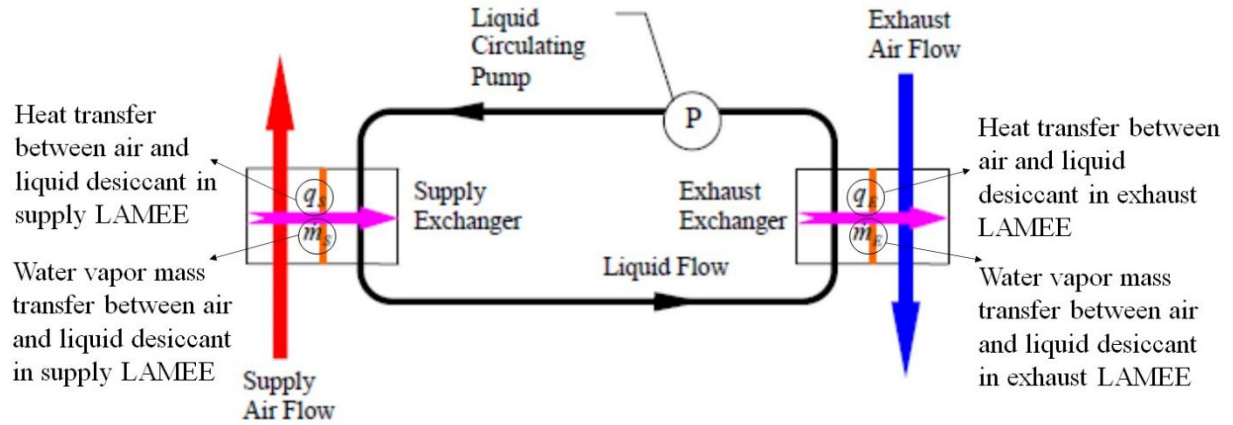 Liquid
Circulating
Pump
Exhaust
Air Flow
Heat transfer
between air and
liquid desiccant in
supply LAMEE
P
Heat transfer between
air and liquid
desiccant in exhaust
LAMEE
q_S
ṁ_S
Supply
Exchanger
Exhaust
Exchanger
q_E
ṁ_E
Water vapor mass
transfer between air
and liquid desiccant
in supply LAMEE
Liquid Flow
Water vapor mass
transfer between air
and liquid desiccant
in exhaust LAMEE
Supply
Air Flow